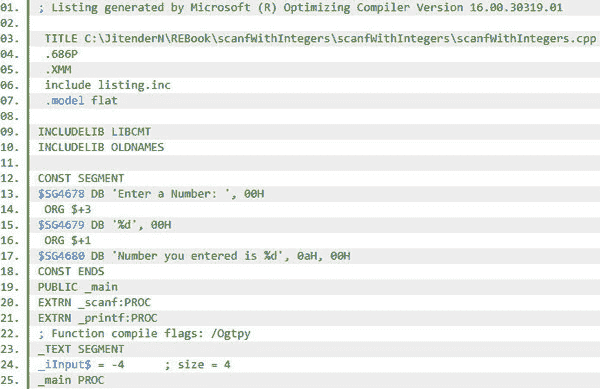 01. ; Listing generated by Microsoft (R) Optimizing Compiler Version 16.00.30319.01
02.
03. TITLE C:\JitenderN\REBook\scanfWithIntegers\scanfWithIntegers\scanfWithIntegers.cpp
04. .686P
05. .XMM
06. include listing.inc
07. .model flat
08.
09. INCLUDELIB LIBCMT
10. INCLUDELIB OLDNAMES
11.
12. CONST SEGMENT
13. $SG4678 DB 'Enter a Number: ', 00H
14. ORG $+3
15. $SG4679 DB '%d', 00H
16. ORG $+1
17. $SG4680 DB 'Number you entered is %d', 0aH, 00H
18. CONST ENDS
19. PUBLIC _main
20. EXTRN _scanf:PROC
21. EXTRN _printf:PROC
22. ; Function compile flags: /Ogtpy
23. _TEXT SEGMENT
24. _iInput$ = -4 ; size = 4
25. _main PROC